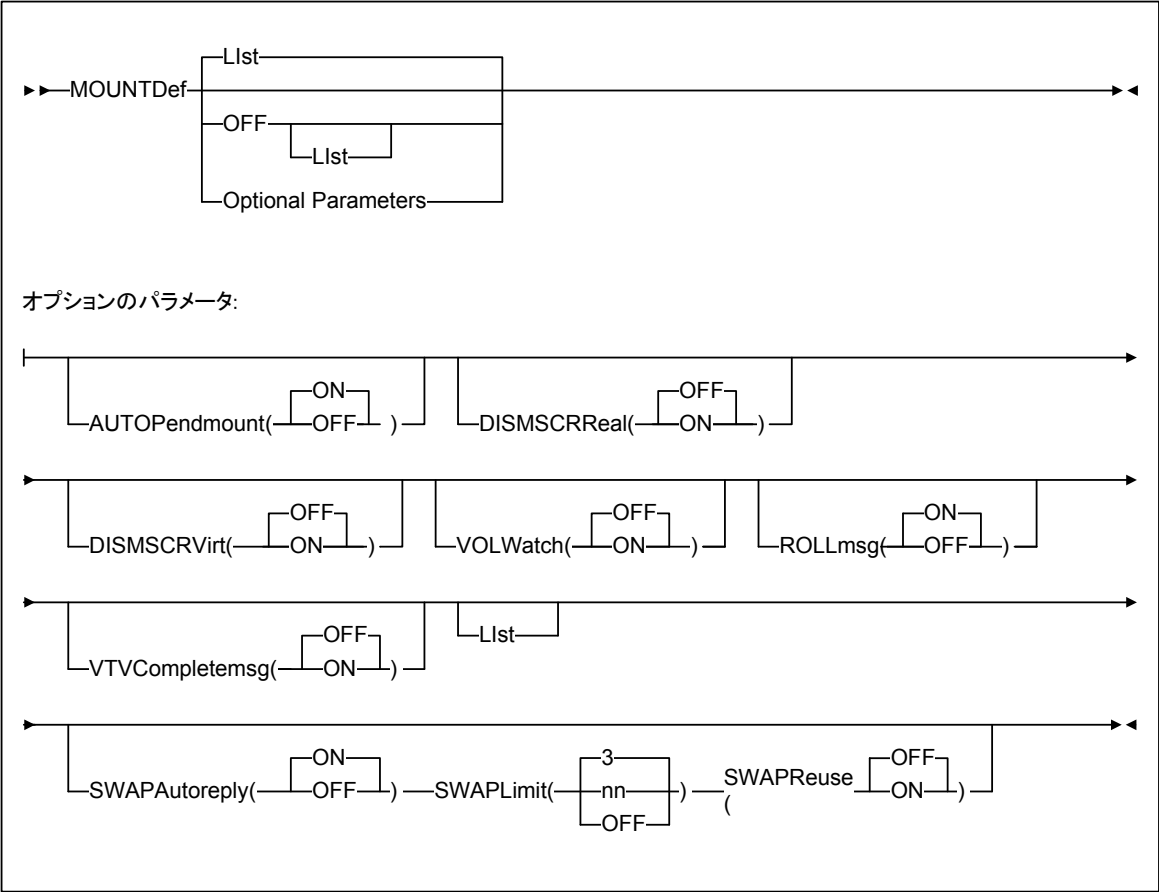 LIst
MOUNTDef
OFF
LIst
Optional Parameters
オプションのパラメータ:
ON OFF
AUTOPendmount( OFF ) DISMSCRReal( ON )
OFF OFF ON
DISMSCRVirt( ON ) VOLWatch( ON ) ROLLmsg( OFF )
OFF LIst
VTVCompletemsg( ON )
ON 3 OFF
SWAPAutoreply( OFF ) SWAPLimit( nn ) SWAPReuse ( ON )
OFF